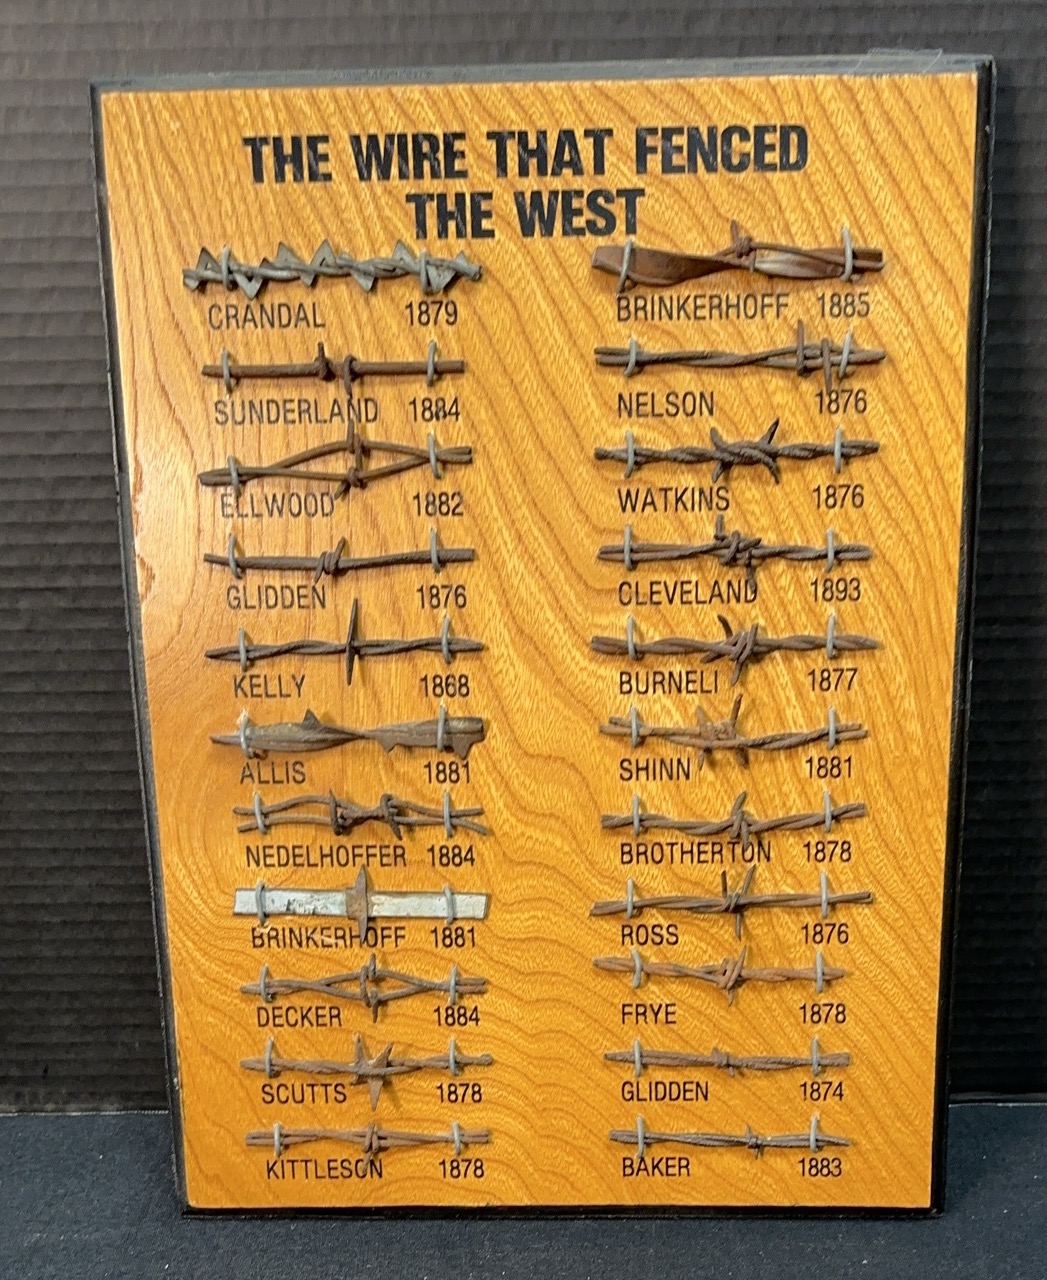 THE WIRE THAT FENCED
THE WEST
CRANDAL 1879
SUNDERLAND 1884
ELLWOOD 1882
GLIDDEN 1876
KELLY 1868
ALLIS 1881
NEDELHOFFER 1884
BRINKERHOFF 1881
DECKER 1884
SCUTTS 1878
KITTLESON 1878
BRINKERHOFF 1885
NELSON 1876
WATKINS 1876
CLEVELAND 1893
BURNELI 1877
SHINN 1881
BROTHERTON 1878
ROSS 1876
FRYE 1878
GLIDDEN 1874
BAKER 1883